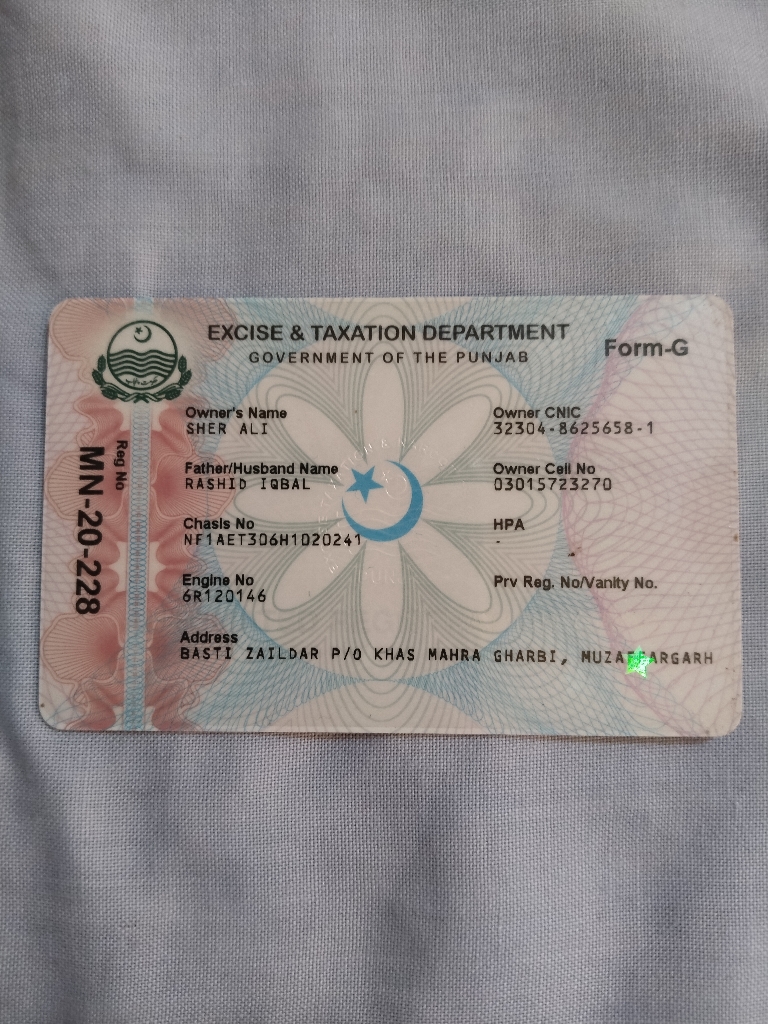 EXCISE & TAXATION DEPARTMENT
GOVERNMENT OF THE PUNJAB
Form-G
Reg No
MN-20-228
Owner's Name
SHER ALI
Owner CNIC
32304-8625658-1
Father/Husband Name
RASHID IQBAL
Owner Cell No
03015723270
Chasis No
NF1AET306H1020241
HPA
-
Engine No
6R120146
Prv Reg. No/Vanity No.
Address
BASTI ZAILDAR P/O KHAS MAHRA GHARBI, MUZAFFARGARH